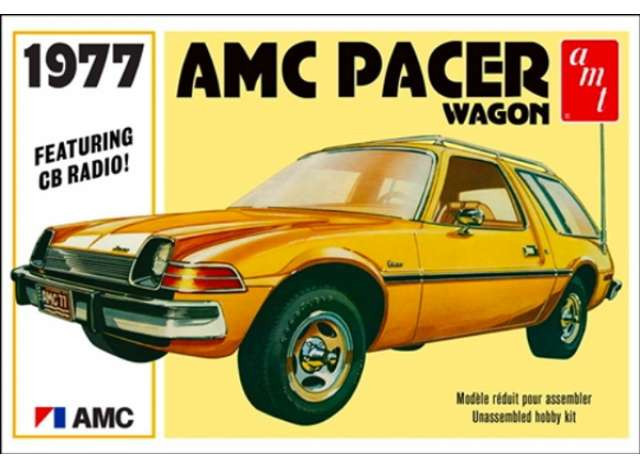 1977
AMC PACER
WAGON
amt
FEATURING
CB RADIO!
AMC 77
AMC
Modèle réduit pour assembler
Unassembled hobby kit